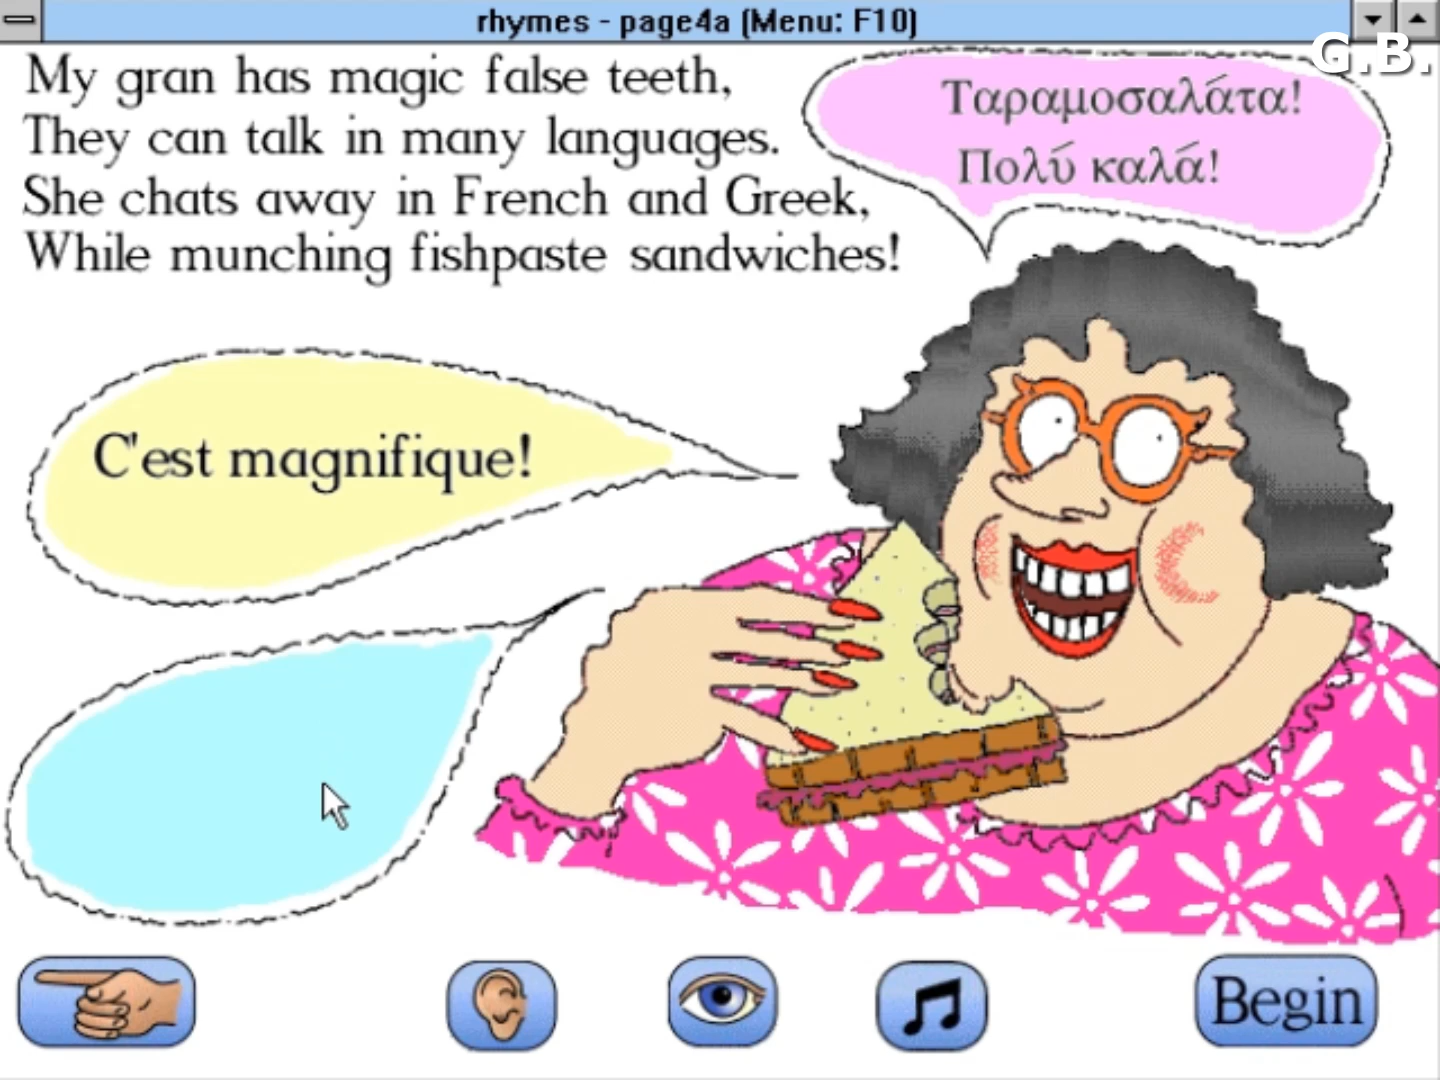 rhymes - page4a (Menu: F10)
G.B.
My gran has magic false teeth,
They can talk in many languages.
She chats away in French and Greek,
While munching fishpaste sandwiches!
Ταραμοσαλάτα!
Πολύ καλά!
C'est magnifique!
Begin